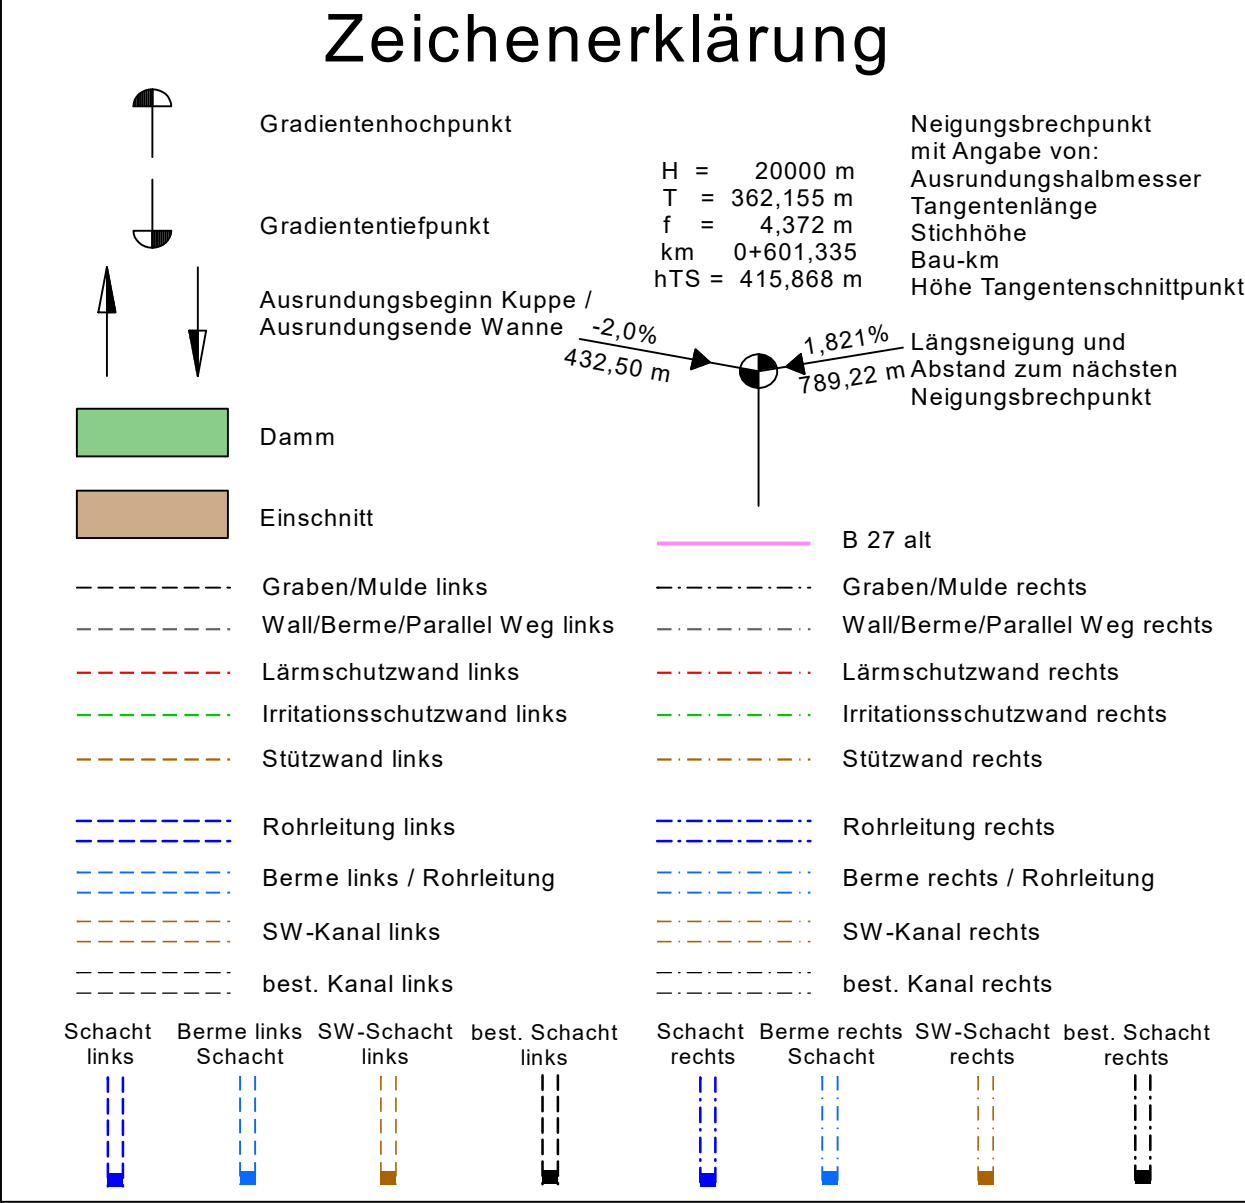 Zeichenerklärung
Gradientenhochpunkt
Gradiententiefpunkt
Ausrundungsbeginn Kuppe /
Ausrundungsende Wanne
H = 20000 m
T = 362,155 m
f = 4,372 m
km 0+601,335
hTS = 415,868 m
Neigungsbrechpunkt
mit Angabe von:
Ausrundungshalbmesser
Tangentenlänge
Stichhöhe
Bau-km
Höhe Tangentenschnittpunkt
-2,0%
432,50 m
1,821%
789,22 m
Längsneigung und
Abstand zum nächsten
Neigungsbrechpunkt
Damm
Einschnitt
B 27 alt
Graben/Mulde links
Graben/Mulde rechts
Wall/Berme/Parallel Weg links
Wall/Berme/Parallel Weg rechts
Lärmschutzwand links
Lärmschutzwand rechts
Irritationsschutzwand links
Irritationsschutzwand rechts
Stützwand links
Stützwand rechts
Rohrleitung links
Rohrleitung rechts
Berme links / Rohrleitung
Berme rechts / Rohrleitung
SW-Kanal links
SW-Kanal rechts
best. Kanal links
best. Kanal rechts
Schacht
links
Berme links
Schacht
SW-Schacht
links
best. Schacht
links
Schacht
rechts
Berme rechts
Schacht
SW-Schacht
rechts
best. Schacht
rechts